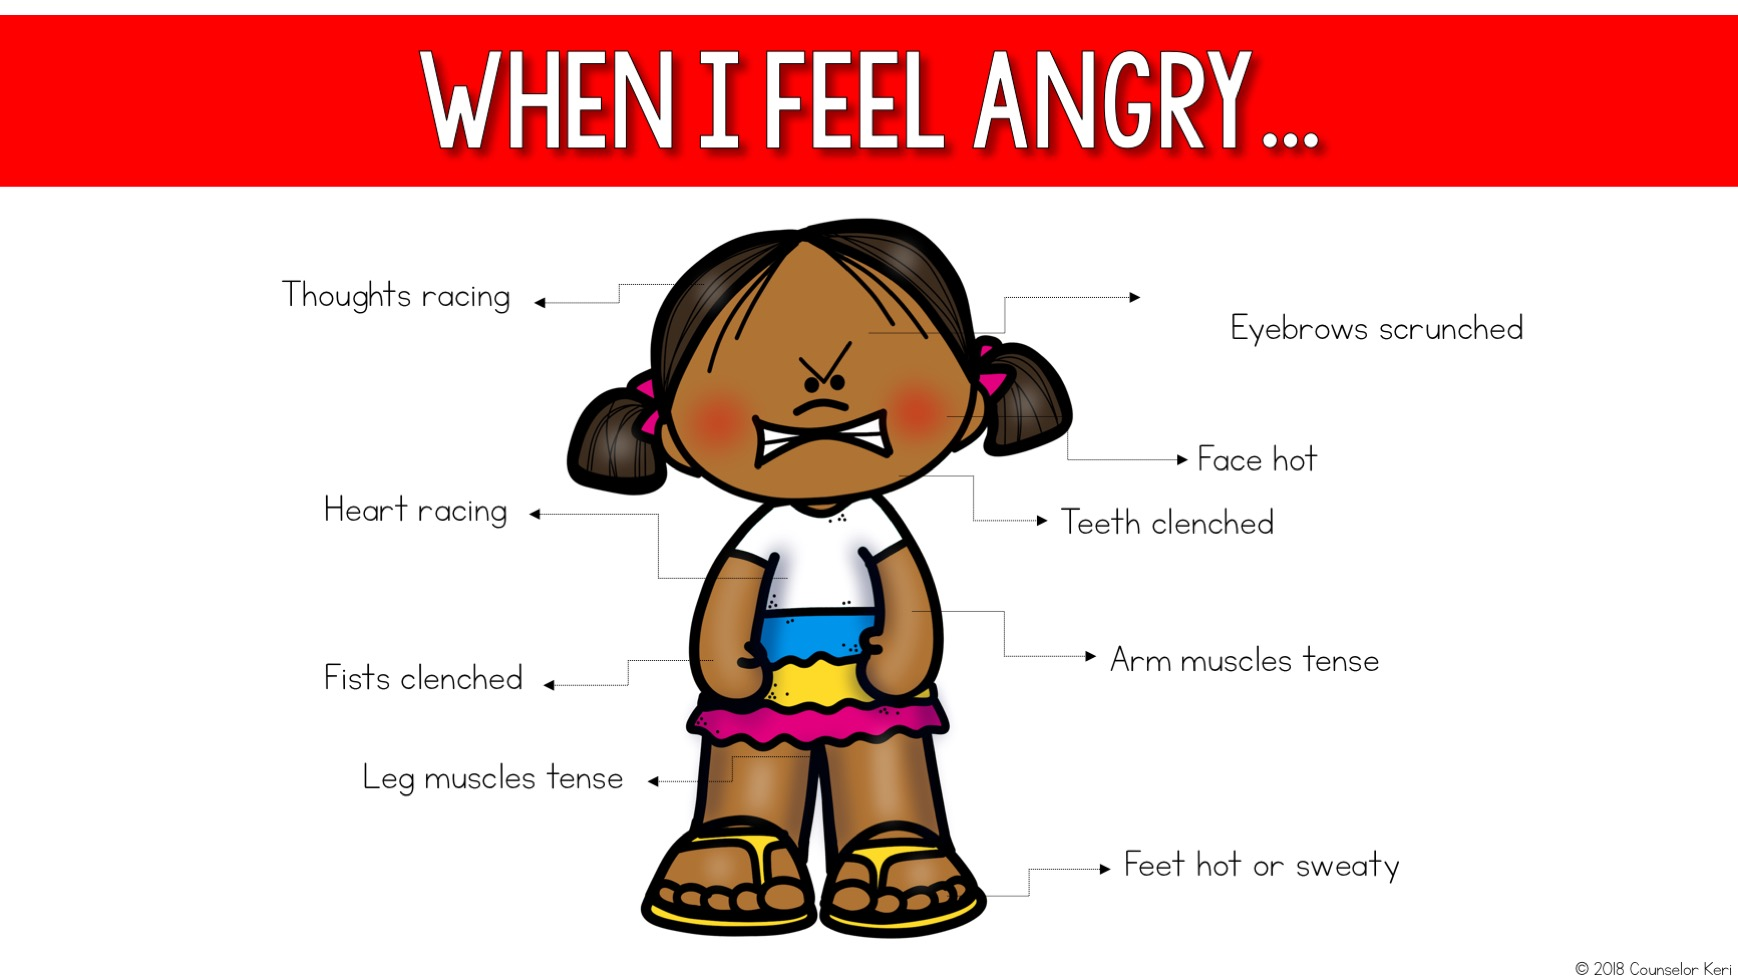 WHEN I FEEL ANGRY...
Thoughts racing
Eyebrows scrunched
Face hot
Heart racing
Teeth clenched
Arm muscles tense
Fists clenched
Leg muscles tense
Feet hot or sweaty
© 2018 Counselor Keri